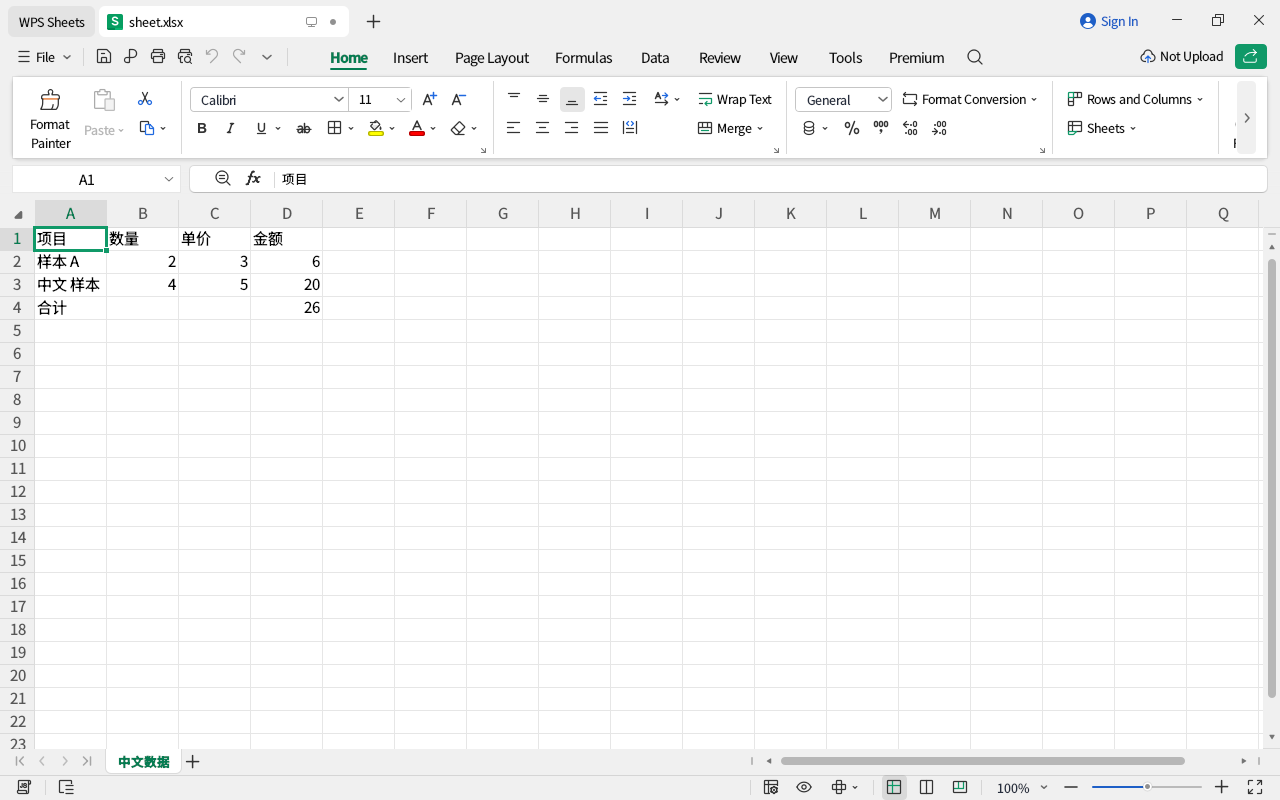 WPS Sheets
S sheet.xlsx
Sign In
File
Home Insert Page Layout Formulas Data Review View Tools Premium
Not Upload
Format Painter
Paste
Calibri 11
A+ A−
B I U ab A
Wrap Text
Merge
General
Format Conversion
% 000
Rows and Columns
Sheets
A1
fx 项目
A B C D E F G H I J K L M N O P Q
1 项目 数量 单价 金额
2 样本 A 2 3 6
3 中文 样本 4 5 20
4 合计 26
5
6
7
8
9
10
11
12
13
14
15
16
17
18
19
20
21
22
23
中文数据
100%